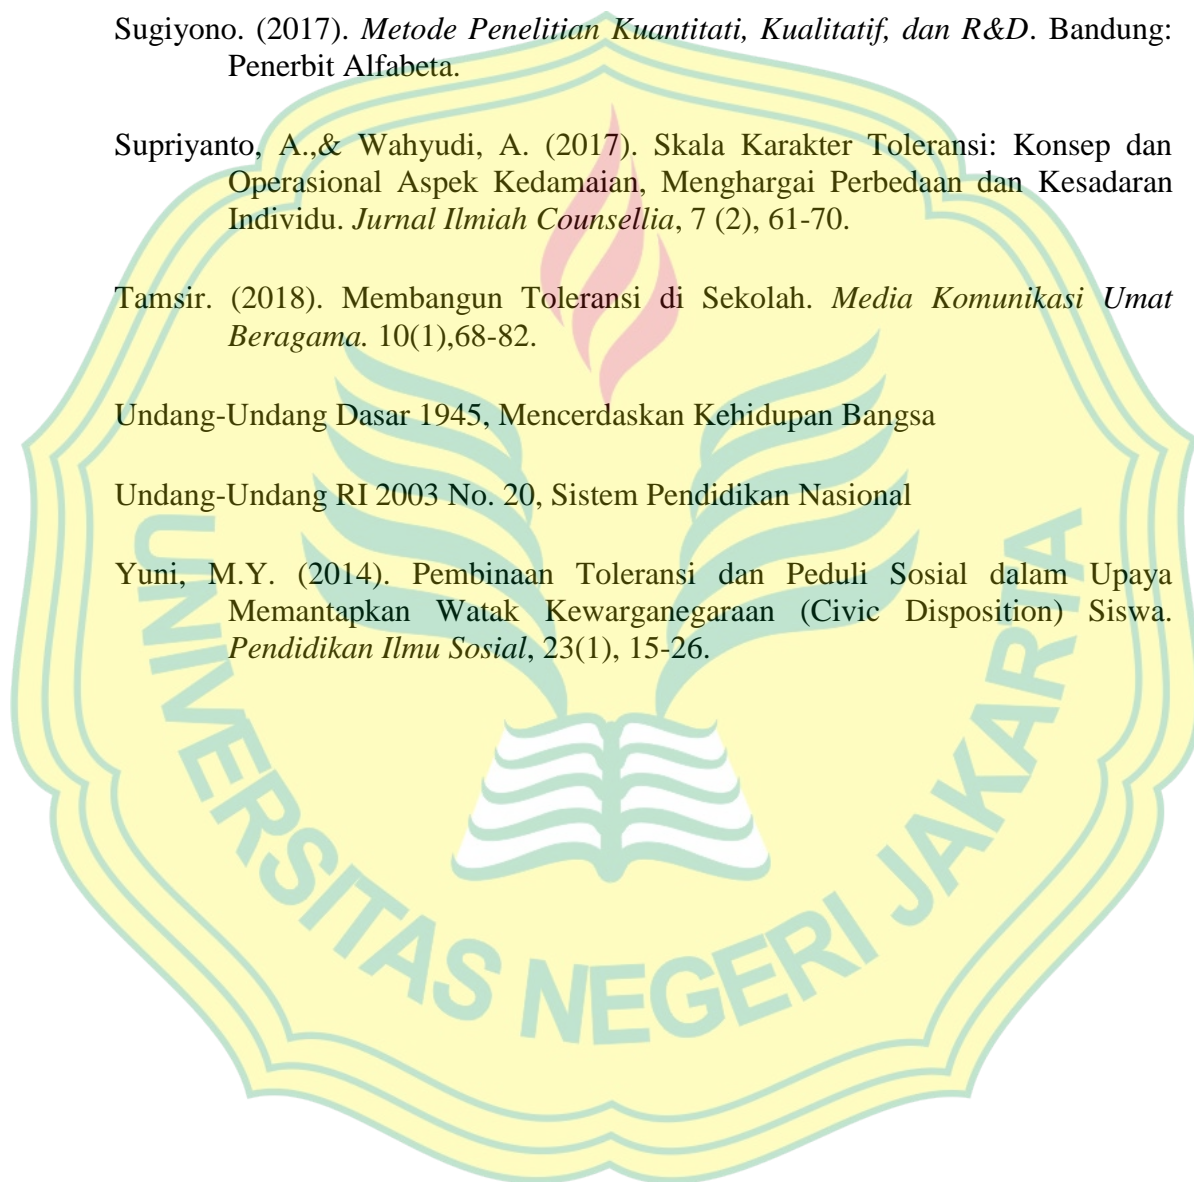 Sugiyono. (2017). Metode Penelitian Kuantitati, Kualitatif, dan R&D. Bandung:
Penerbit Alfabeta.
Supriyanto, A.,& Wahyudi, A. (2017). Skala Karakter Toleransi: Konsep dan
Operasional Aspek Kedamaian, Menghargai Perbedaan dan Kesadaran
Individu. Jurnal Ilmiah Counsellia, 7 (2), 61-70.
Tamsir. (2018). Membangun Toleransi di Sekolah. Media Komunikasi Umat
Beragama. 10(1),68-82.
Undang-Undang Dasar 1945, Mencerdaskan Kehidupan Bangsa
Undang-Undang RI 2003 No. 20, Sistem Pendidikan Nasional
Yuni, M.Y. (2014). Pembinaan Toleransi dan Peduli Sosial dalam Upaya
Memantapkan Watak Kewarganegaraan (Civic Disposition) Siswa.
Pendidikan Ilmu Sosial, 23(1), 15-26.
UNIVERSITAS NEGERI JAKARTA